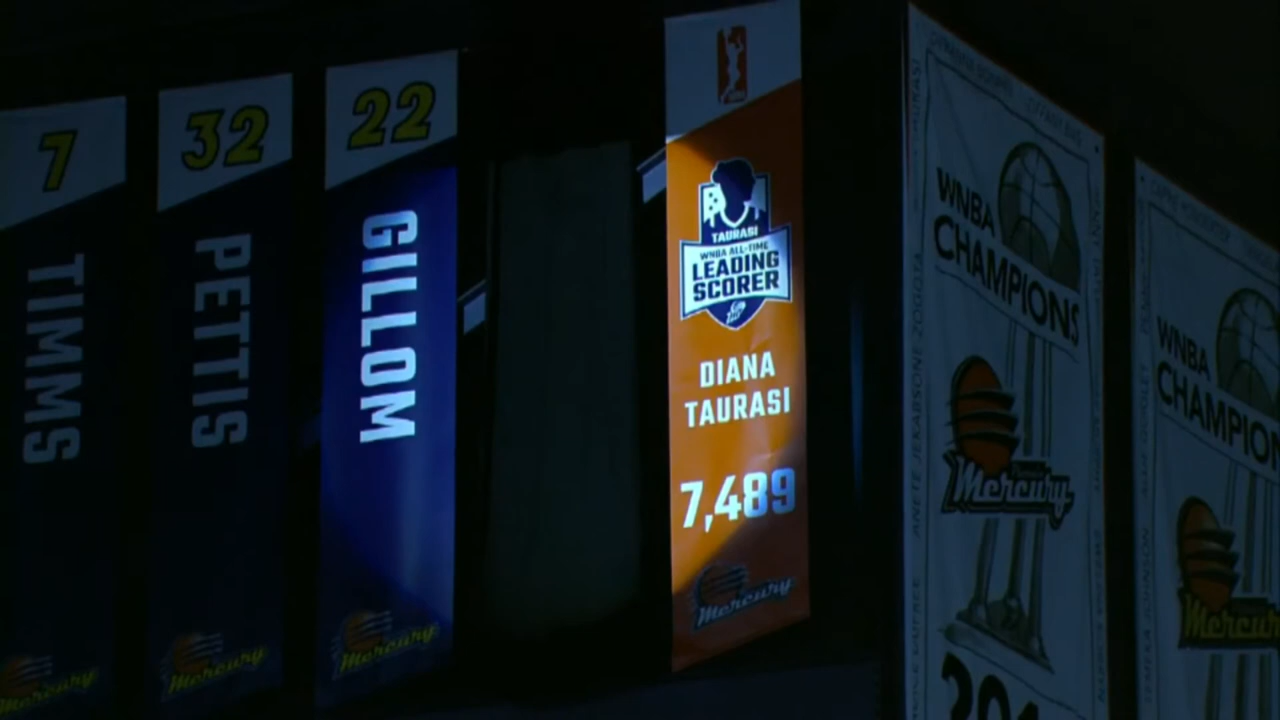 7
TIMMS
Mercury
32
PETTIS
Mercury
22
GILLOM
Mercury
TAURASI
WNBA ALL-TIME
LEADING
SCORER
DIANA
TAURASI
7,489
Mercury
WNBA
CHAMPIONS
Mercury
WNBA
CHAMPION
Mercury